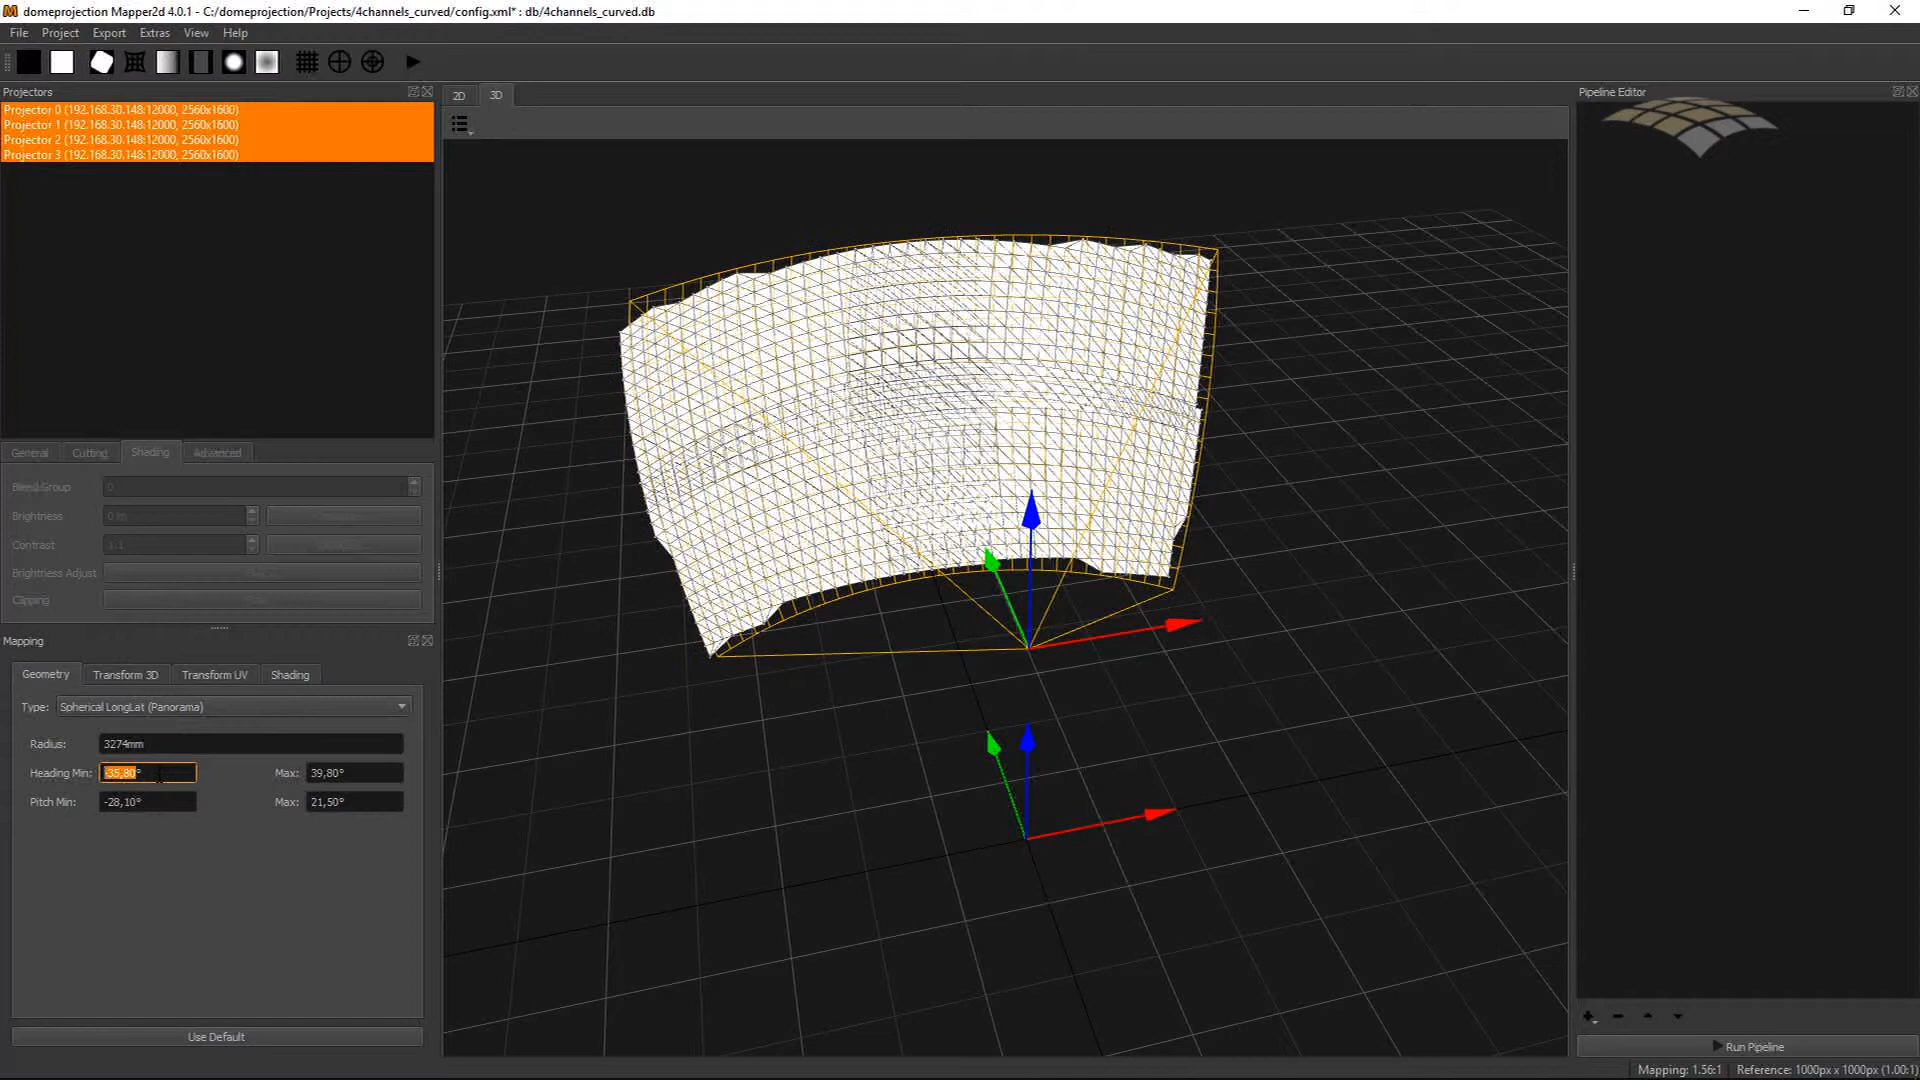 domeprojection Mapper2d 4.0.1 - C:/domeprojection/Projects/4channels_curved/config.xml* : db/4channels_curved.db
File Project Export Extras View Help
Projectors
2D 3D
Pipeline Editor
Projector 0 (192.168.30.148:12000, 2560x1600)
Projector 1 (192.168.30.148:12000, 2560x1600)
Projector 2 (192.168.30.148:12000, 2560x1600)
Projector 3 (192.168.30.148:12000, 2560x1600)
General Cutting Shading Advanced
Blend Group 0
Brightness
Contrast 1.1
Brightness Adjust
Clipping
Mapping
Geometry Transform 3D Transform UV Shading
Type: Spherical LongLat (Panorama)
Radius: 3274mm
Heading Min: -35,80° Max: 39,80°
Pitch Min: -28,10° Max: 21,50°
Use Default
Run Pipeline
Mapping: 1.56:1 Reference: 1000px x 1000px (1.00:1)